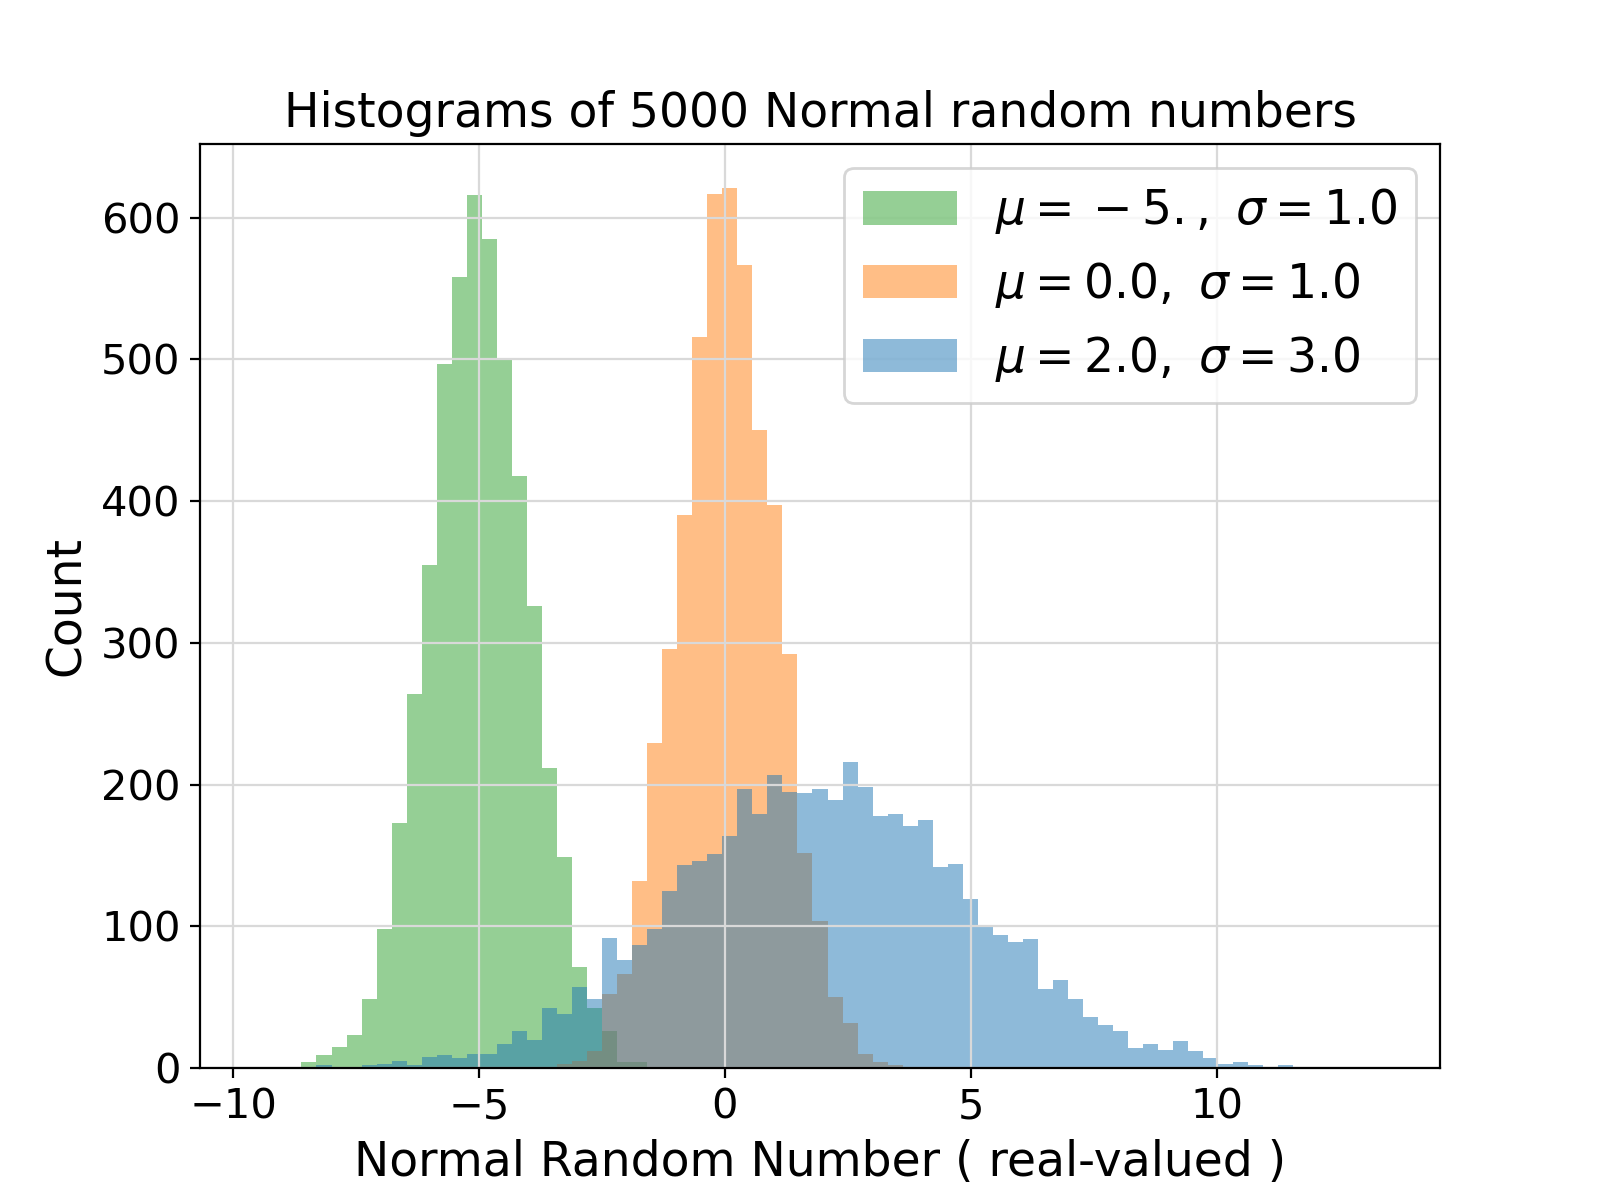 Histograms of 5000 Normal random numbers
μ = −5., σ = 1.0
μ = 0.0, σ = 1.0
μ = 2.0, σ = 3.0
600
500
400
300
200
100
0
Count
−10 −5 0 5 10
Normal Random Number ( real-valued )